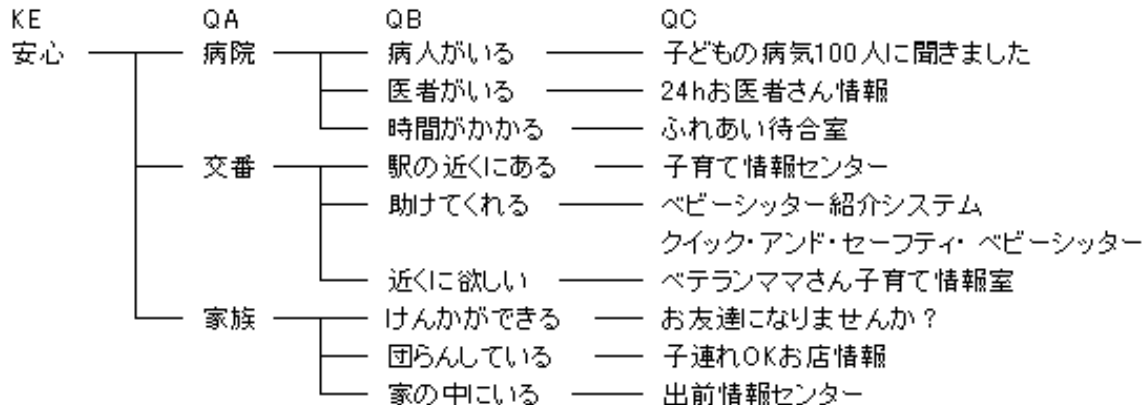 KE QA QB QC
安心 病院 病人がいる 子どもの病気100人に聞きました
医者がいる 24hお医者さん情報
時間がかかる ふれあい待合室
交番 駅の近くにある 子育て情報センター
助けてくれる ベビーシッター紹介システム
クイック・アンド・セーフティ・ベビーシッター
近くに欲しい ベテランママさん子育て情報室
家族 けんかができる お友達になりませんか？
団らんしている 子連れOKお店情報
家の中にいる 出前情報センター